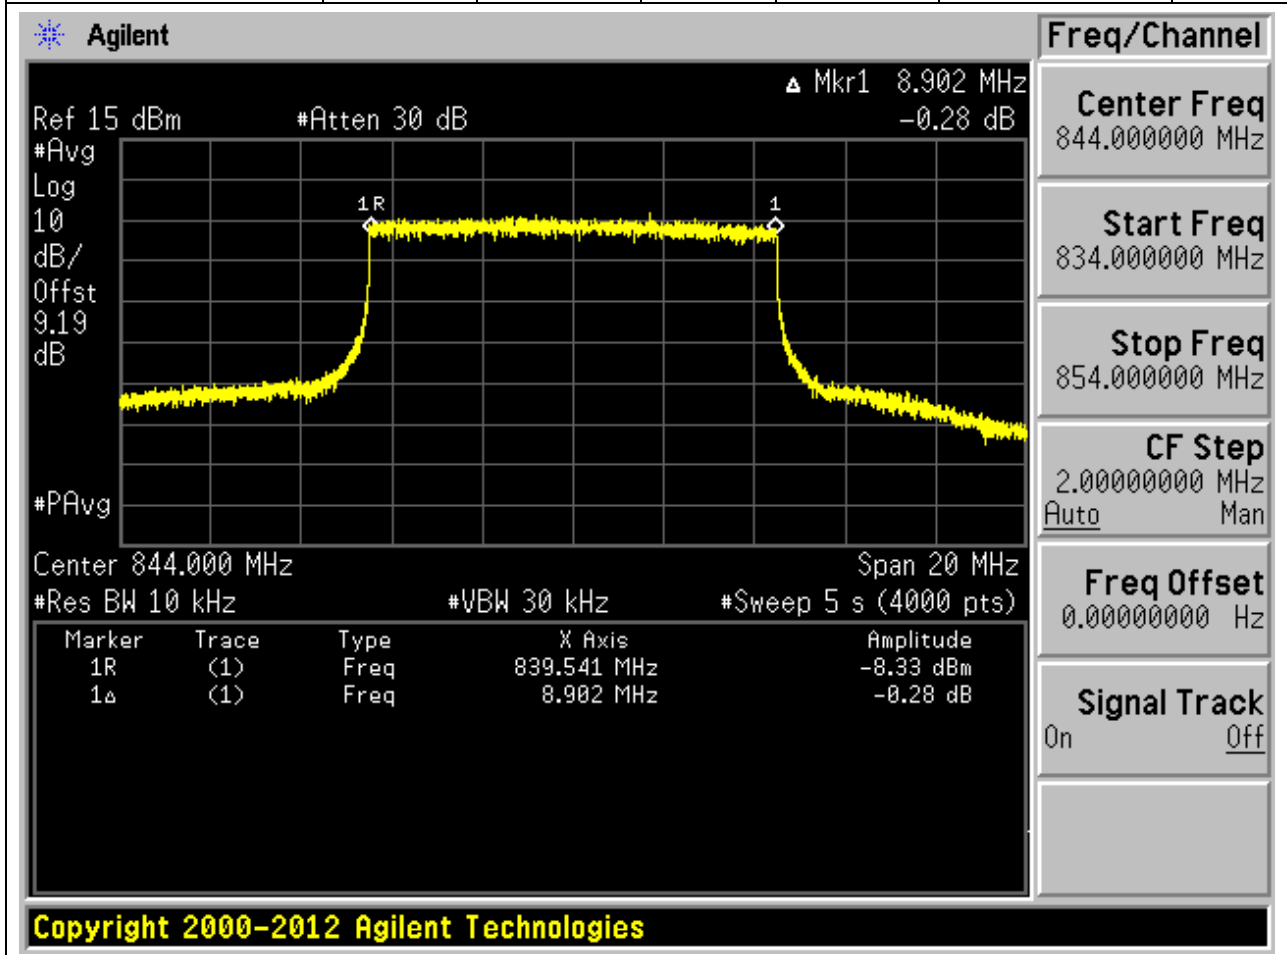 Agilent
Freq/Channel
Δ Mkr1 8.902 MHz
Ref 15 dBm #Atten 30 dB -0.28 dB
#Avg
Log
10
dB/
Offst
9.19
dB
1R
1
#PAvg
Center 844.000 MHz Span 20 MHz
#Res BW 10 kHz #VBW 30 kHz #Sweep 5 s (4000 pts)
Marker Trace Type X Axis Amplitude
1R (1) Freq 839.541 MHz -8.33 dBm
1Δ (1) Freq 8.902 MHz -0.28 dB
Center Freq
844.000000 MHz
Start Freq
834.000000 MHz
Stop Freq
854.000000 MHz
CF Step
2.00000000 MHz
Auto Man
Freq Offset
0.00000000 Hz
Signal Track
On Off
Copyright 2000-2012 Agilent Technologies